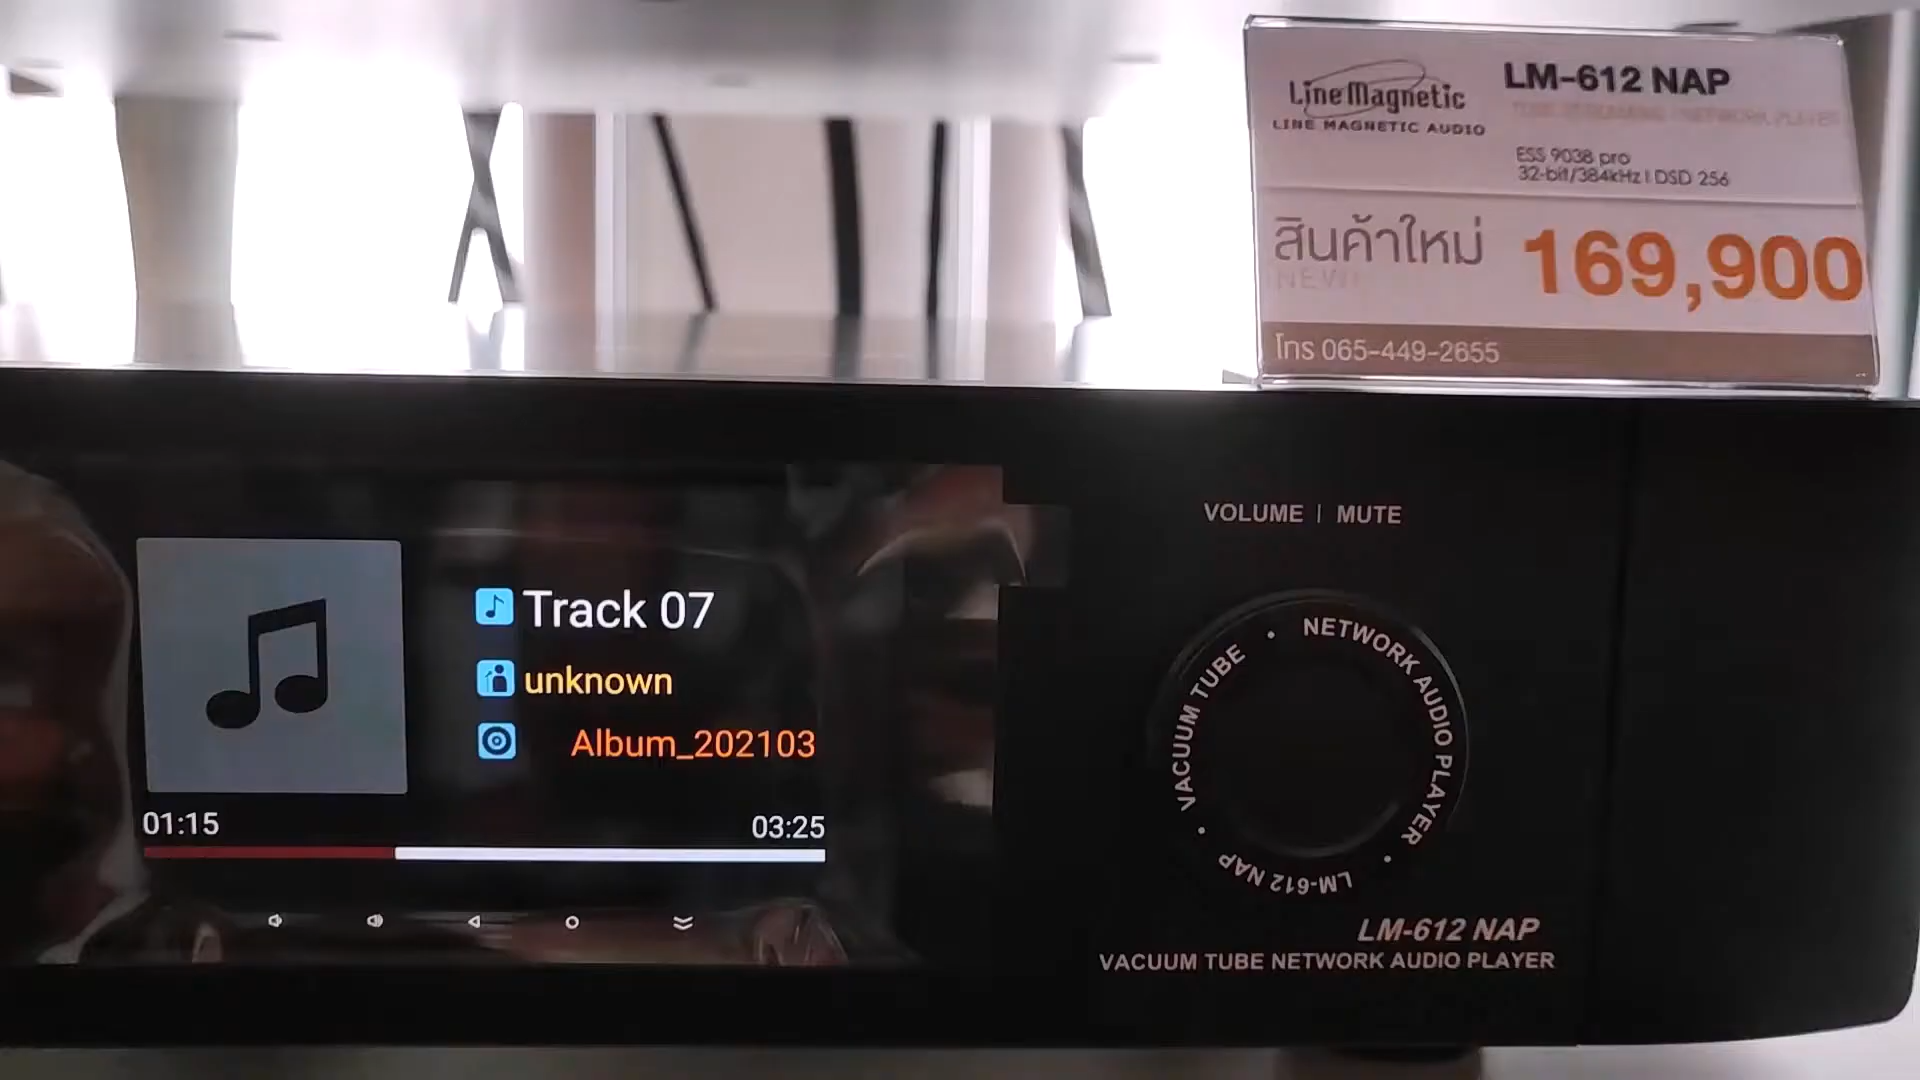 LineMagnetic
LINE MAGNETIC AUDIO
LM-612 NAP
ESS 9038 pro
32-bit/384kHz | DSD 256
สินค้าใหม่
NEW
169,900
โทร 065-449-2655
Track 07
unknown
Album_202103
01:15
03:25
VOLUME | MUTE
VACUUM TUBE • NETWORK AUDIO PLAYER • LM-612 NAP •
LM-612 NAP
VACUUM TUBE NETWORK AUDIO PLAYER